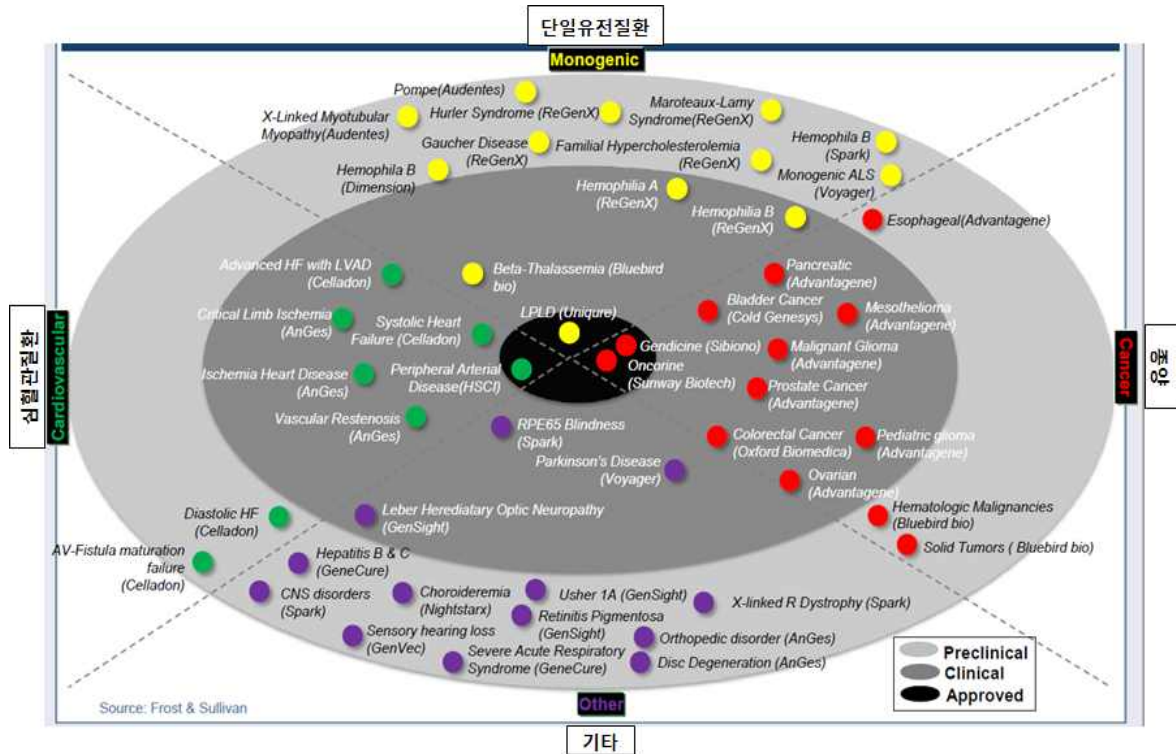 단일유전질환
Monogenic
Pompe(Audentes)
X-Linked Myotubular
Myopathy(Audentes)
Hurler Syndrome (ReGenX)
Maroteaux-Lamy
Syndrome(ReGenX)
Hemophila B
(Spark)
Gaucher Disease
(ReGenX)
Familial Hypercholesterolemia
(ReGenX)
Hemophila B
(Dimension)
Monogenic ALS
(Voyager)
Hemophilia A
(ReGenX)
Hemophilia B
(ReGenX)
Esophageal(Advantagene)
Advanced HF with LVAD
(Celladon)
Beta-Thalassemia (Bluebird
bio)
Pancreatic
(Advantagene)
Critical Limb Ischemia
(AnGes)
Systolic Heart
Failure (Celladon)
LPLD (Uniqure)
Bladder Cancer
(Cold Genesys)
Mesothelioma
(Advantagene)
Gendicine (Sibiono)
Malignant Glioma
(Advantagene)
심혈관질환
Cardiovascular
Ischemia Heart Disease
(AnGes)
Peripheral Arterial
Disease(HSCI)
Oncorine
(Sunway Biotech)
Prostate Cancer
(Advantagene)
Cancer
종양
Vascular Restenosis
(AnGes)
RPE65 Blindness
(Spark)
Colorectal Cancer
(Oxford Biomedica)
Pediatric glioma
(Advantagene)
Parkinson's Disease
(Voyager)
Ovarian
(Advantagene)
Diastolic HF
(Celladon)
Leber Hereditary Optic Neuropathy
(GenSight)
Hematologic Malignancies
(Bluebird bio)
AV-Fistula maturation
failure
(Celladon)
Hepatitis B & C
(GeneCure)
Solid Tumors ( Bluebird bio)
CNS disorders
(Spark)
Choroideremia
(Nightstarx)
Usher 1A (GenSight)
X-linked R Dystrophy (Spark)
Retinitis Pigmentosa
(GenSight)
Sensory hearing loss
(GenVec)
Orthopedic disorder (AnGes)
Severe Acute Respiratory
Syndrome (GeneCure)
Disc Degeneration (AnGes)
Preclinical
Clinical
Approved
Source: Frost & Sullivan
Other
기타